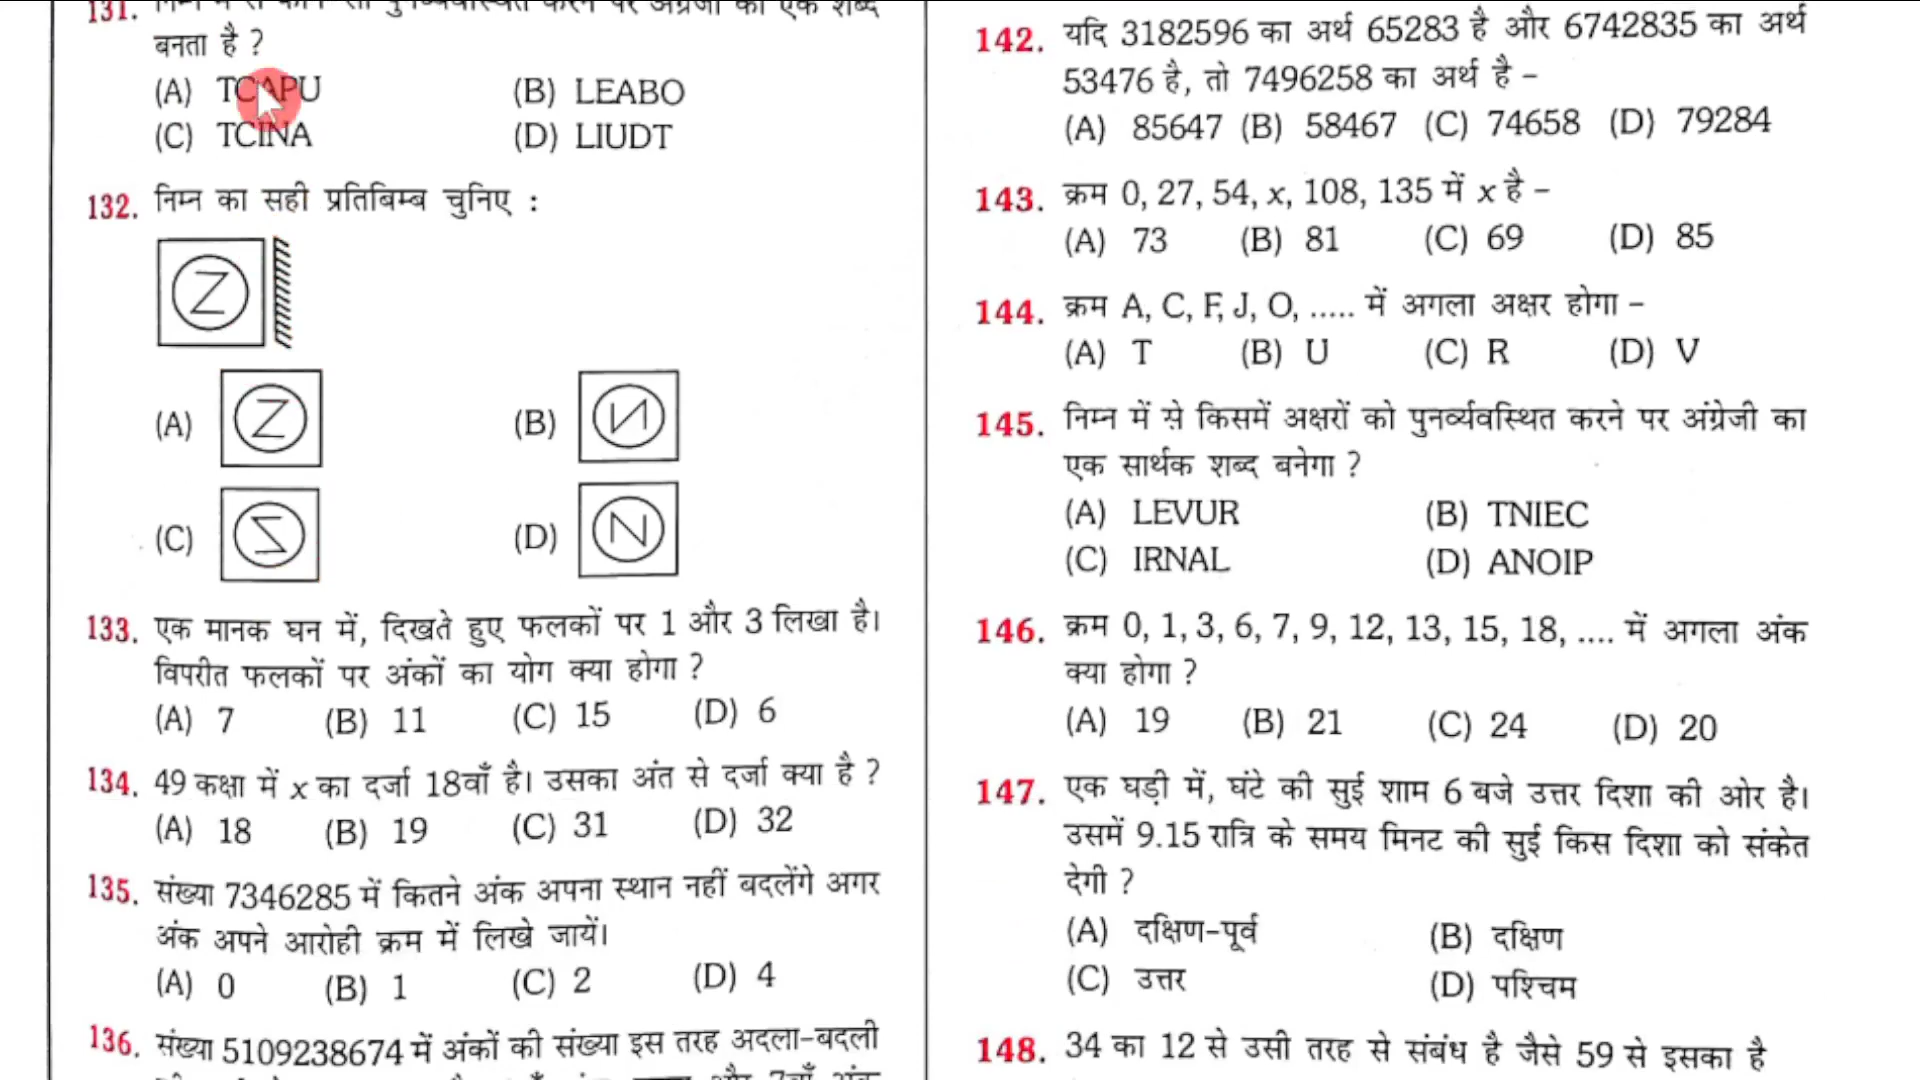 131.
बनता है ?
(A) TCAPU (B) LEABO
(C) TCINA (D) LIUDT
132. निम्न का सही प्रतिबिम्ब चुनिए :
Z
(A) Z (B) И
(C) (D) N
133. एक मानक घन में, दिखते हुए फलकों पर 1 और 3 लिखा है।
विपरीत फलकों पर अंकों का योग क्या होगा ?
(A) 7 (B) 11 (C) 15 (D) 6
134. 49 कक्षा में x का दर्जा 18वाँ है। उसका अंत से दर्जा क्या है ?
(A) 18 (B) 19 (C) 31 (D) 32
135. संख्या 7346285 में कितने अंक अपना स्थान नहीं बदलेंगे अगर
अंक अपने आरोही क्रम में लिखे जायें।
(A) 0 (B) 1 (C) 2 (D) 4
136. संख्या 5109238674 में अंकों की संख्या इस तरह अदला-बदली
142. यदि 3182596 का अर्थ 65283 है और 6742835 का अर्थ
53476 है, तो 7496258 का अर्थ है –
(A) 85647 (B) 58467 (C) 74658 (D) 79284
143. क्रम 0, 27, 54, x, 108, 135 में x है –
(A) 73 (B) 81 (C) 69 (D) 85
144. क्रम A, C, F, J, O, ..... में अगला अक्षर होगा –
(A) T (B) U (C) R (D) V
145. निम्न में से किसमें अक्षरों को पुनर्व्यवस्थित करने पर अंग्रेजी का
एक सार्थक शब्द बनेगा ?
(A) LEVUR (B) TNIEC
(C) IRNAL (D) ANOIP
146. क्रम 0, 1, 3, 6, 7, 9, 12, 13, 15, 18, .... में अगला अंक
क्या होगा ?
(A) 19 (B) 21 (C) 24 (D) 20
147. एक घड़ी में, घंटे की सुई शाम 6 बजे उत्तर दिशा की ओर है।
उसमें 9.15 रात्रि के समय मिनट की सुई किस दिशा को संकेत
देगी ?
(A) दक्षिण-पूर्व (B) दक्षिण
(C) उत्तर (D) पश्चिम
148. 34 का 12 से उसी तरह से संबंध है जैसे 59 से इसका है